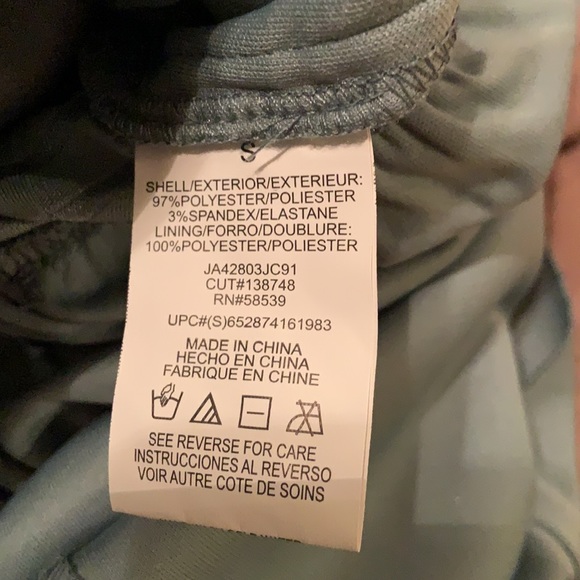 S
SHELL/EXTERIOR/EXTERIEUR:
97%POLYESTER/POLIESTER
3%SPANDEX/ELASTANE
LINING/FORRO/DOUBLURE:
100%POLYESTER/POLIESTER
JA42803JC91
CUT#138748
RN#58539
UPC#(S)652874161983
MADE IN CHINA
HECHO EN CHINA
FABRIQUE EN CHINE
SEE REVERSE FOR CARE
INSTRUCCIONES AL REVERSO
VOIR AUTRE COTE DE SOINS